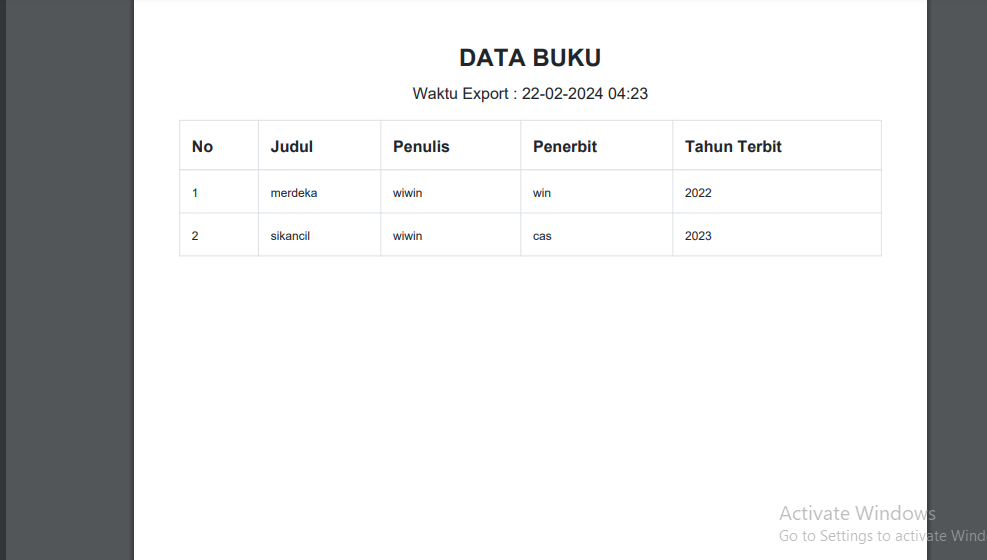 DATA BUKU
Waktu Export : 22-02-2024 04:23
No Judul Penulis Penerbit Tahun Terbit
1 merdeka wiwin win 2022
2 sikancil wiwin cas 2023
Activate Windows
Go to Settings to activate Wind